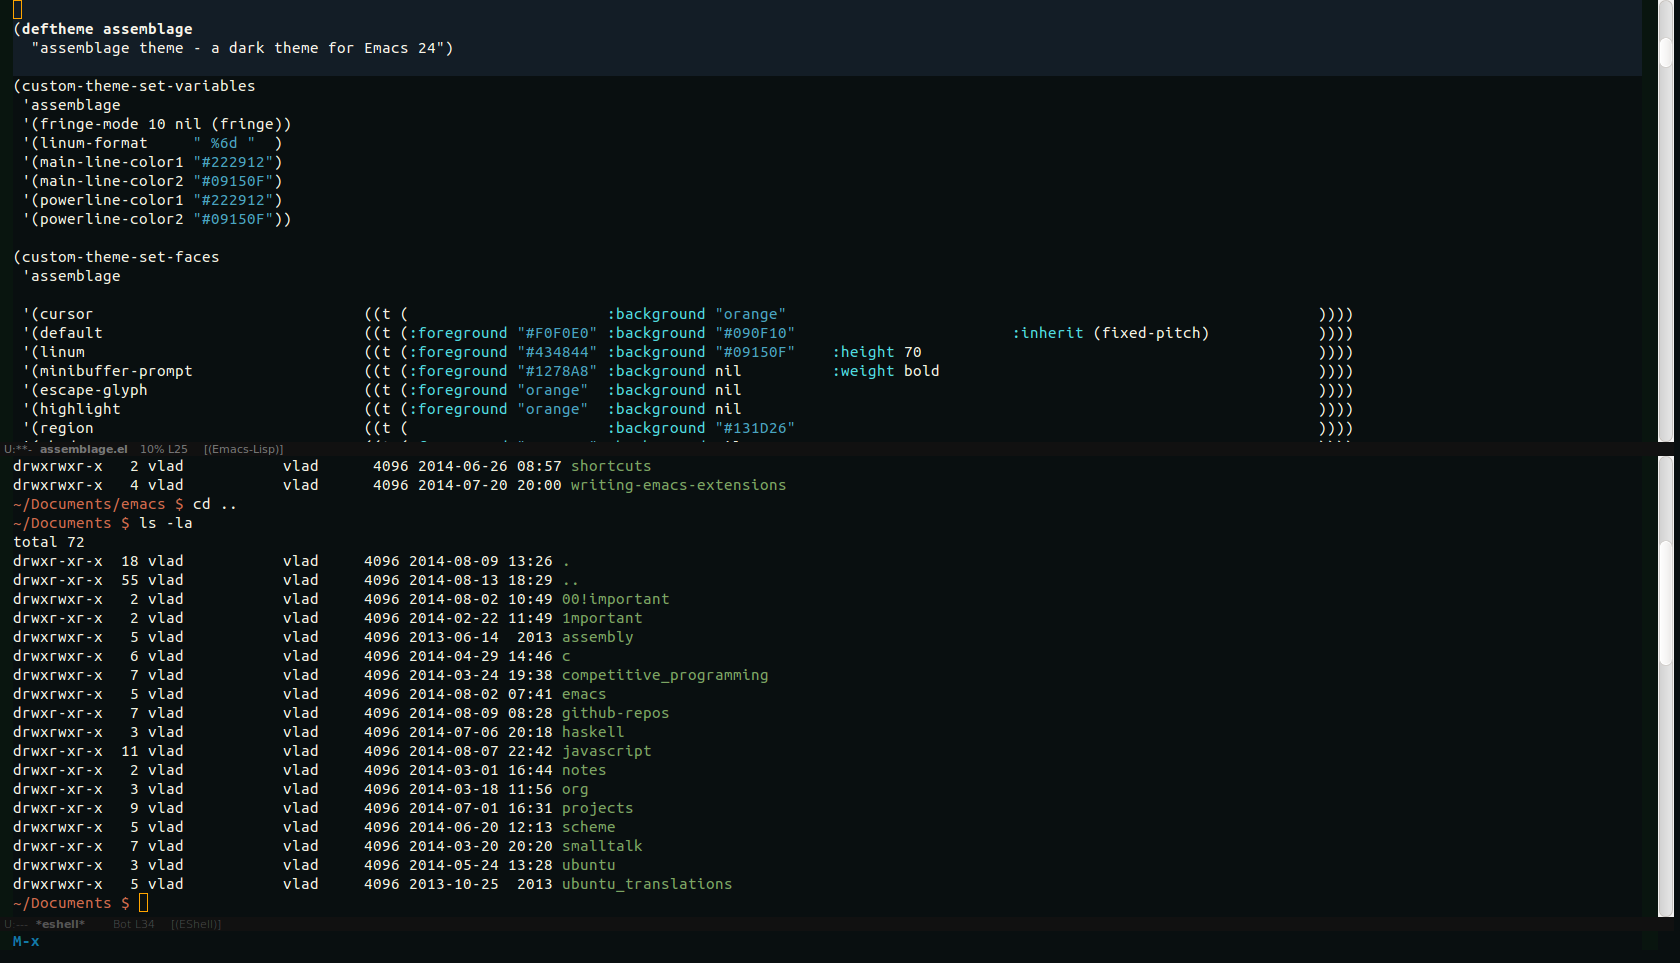 (deftheme assemblage
  "assemblage theme - a dark theme for Emacs 24")
(custom-theme-set-variables
 'assemblage
 '(fringe-mode 10 nil (fringe))
 '(linum-format     " %6d "  )
 '(main-line-color1 "#222912")
 '(main-line-color2 "#09150F")
 '(powerline-color1 "#222912")
 '(powerline-color2 "#09150F"))
(custom-theme-set-faces
 'assemblage
 '(cursor                              ((t (                      :background "orange"                                                           ))))
 '(default                             ((t (:foreground "#F0F0E0" :background "#090F10"                        :inherit (fixed-pitch)            ))))
 '(linum                               ((t (:foreground "#434844" :background "#09150F"    :height 70                                            ))))
 '(minibuffer-prompt                   ((t (:foreground "#1278A8" :background nil          :weight bold                                          ))))
 '(escape-glyph                        ((t (:foreground "orange"  :background nil                                                                ))))
 '(highlight                           ((t (:foreground "orange"  :background nil                                                                ))))
 '(region                              ((t (                      :background "#131D26"                                                          ))))
U:**-  assemblage.el   10% L25    [(Emacs-Lisp)]
drwxrwxr-x   2 vlad           vlad      4096 2014-06-26 08:57 shortcuts
drwxrwxr-x   4 vlad           vlad      4096 2014-07-20 20:00 writing-emacs-extensions
~/Documents/emacs $ cd ..
~/Documents $ ls -la
total 72
drwxr-xr-x  18 vlad           vlad     4096 2014-08-09 13:26 .
drwxr-xr-x  55 vlad           vlad     4096 2014-08-13 18:29 ..
drwxrwxr-x   2 vlad           vlad     4096 2014-08-02 10:49 00!important
drwxrwxr-x   2 vlad           vlad     4096 2014-02-22 11:49 1mportant
drwxrwxr-x   5 vlad           vlad     4096 2013-06-14  2013 assembly
drwxrwxr-x   6 vlad           vlad     4096 2014-04-29 14:46 c
drwxrwxr-x   7 vlad           vlad     4096 2014-03-24 19:38 competitive_programming
drwxrwxr-x   5 vlad           vlad     4096 2014-08-02 07:41 emacs
drwxrwxr-x   7 vlad           vlad     4096 2014-08-09 08:28 github-repos
drwxrwxr-x   3 vlad           vlad     4096 2014-07-06 20:18 haskell
drwxr-xr-x  11 vlad           vlad     4096 2014-08-07 22:42 javascript
drwxr-xr-x   2 vlad           vlad     4096 2014-03-01 16:44 notes
drwxr-xr-x   3 vlad           vlad     4096 2014-03-18 11:56 org
drwxrwxr-x   9 vlad           vlad     4096 2014-07-01 16:31 projects
drwxrwxr-x   5 vlad           vlad     4096 2014-06-20 12:13 scheme
drwxrwxr-x   7 vlad           vlad     4096 2014-03-20 20:20 smalltalk
drwxrwxr-x   3 vlad           vlad     4096 2014-05-24 13:28 ubuntu
drwxrwxr-x   5 vlad           vlad     4096 2013-10-25  2013 ubuntu_translations
~/Documents $
U:---  *eshell*       Bot L34    [(EShell)]
M-x